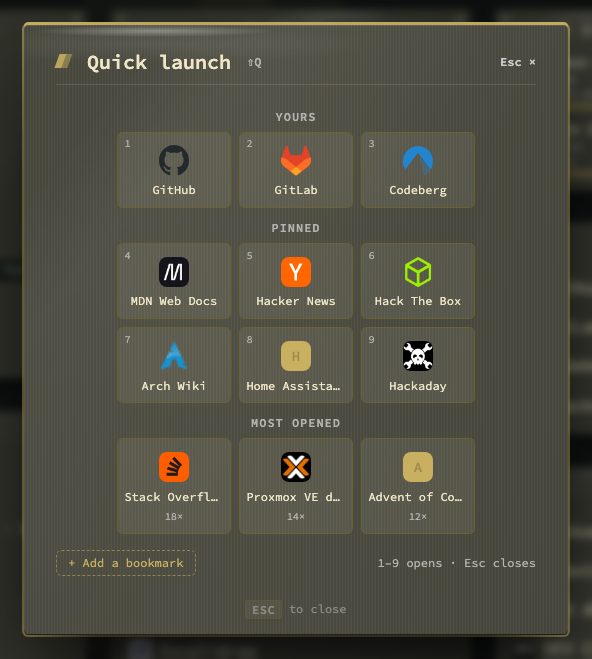 Quick launch ⇧Q
Esc ×
YOURS
1 2 3
GitHub GitLab Codeberg
PINNED
4 5 6
MDN Web Docs Hacker News Hack The Box
7 8 9
H
Arch Wiki Home Assista… Hackaday
MOST OPENED
A
Stack Overfl… Proxmox VE d… Advent of Co…
18× 14× 12×
+ Add a bookmark 1–9 opens · Esc closes
ESC to close